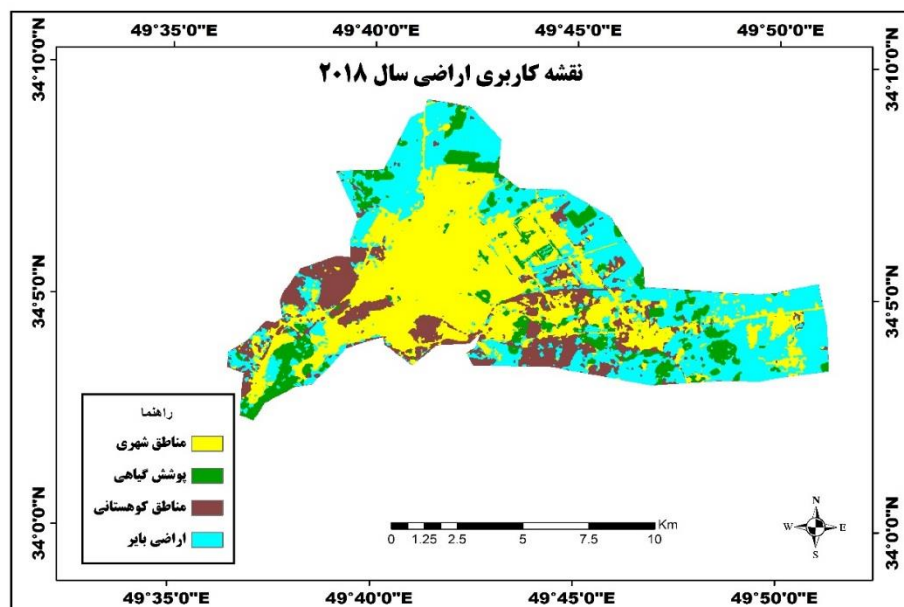 49°35'0"E 49°40'0"E 49°45'0"E 49°50'0"E
34°10'0"N 34°10'0"N
نقشه کاربری اراضی سال ۲۰۱۸
34°5'0"N 34°5'0"N
راهنما
مناطق شهری
پوشش گیاهی
مناطق کوهستانی
اراضی بایر
34°0'0"N 34°0'0"N
Km
0 1.25 2.5 5 7.5 10
N
W E
S
49°35'0"E 49°40'0"E 49°45'0"E 49°50'0"E